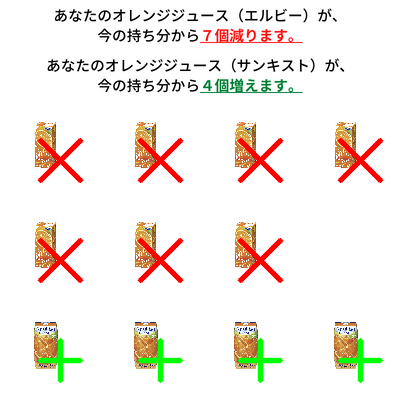 あなたのオレンジジュース（エルビー）が、
今の持ち分から７個減ります。
あなたのオレンジジュース（サンキスト）が、
今の持ち分から４個増えます。